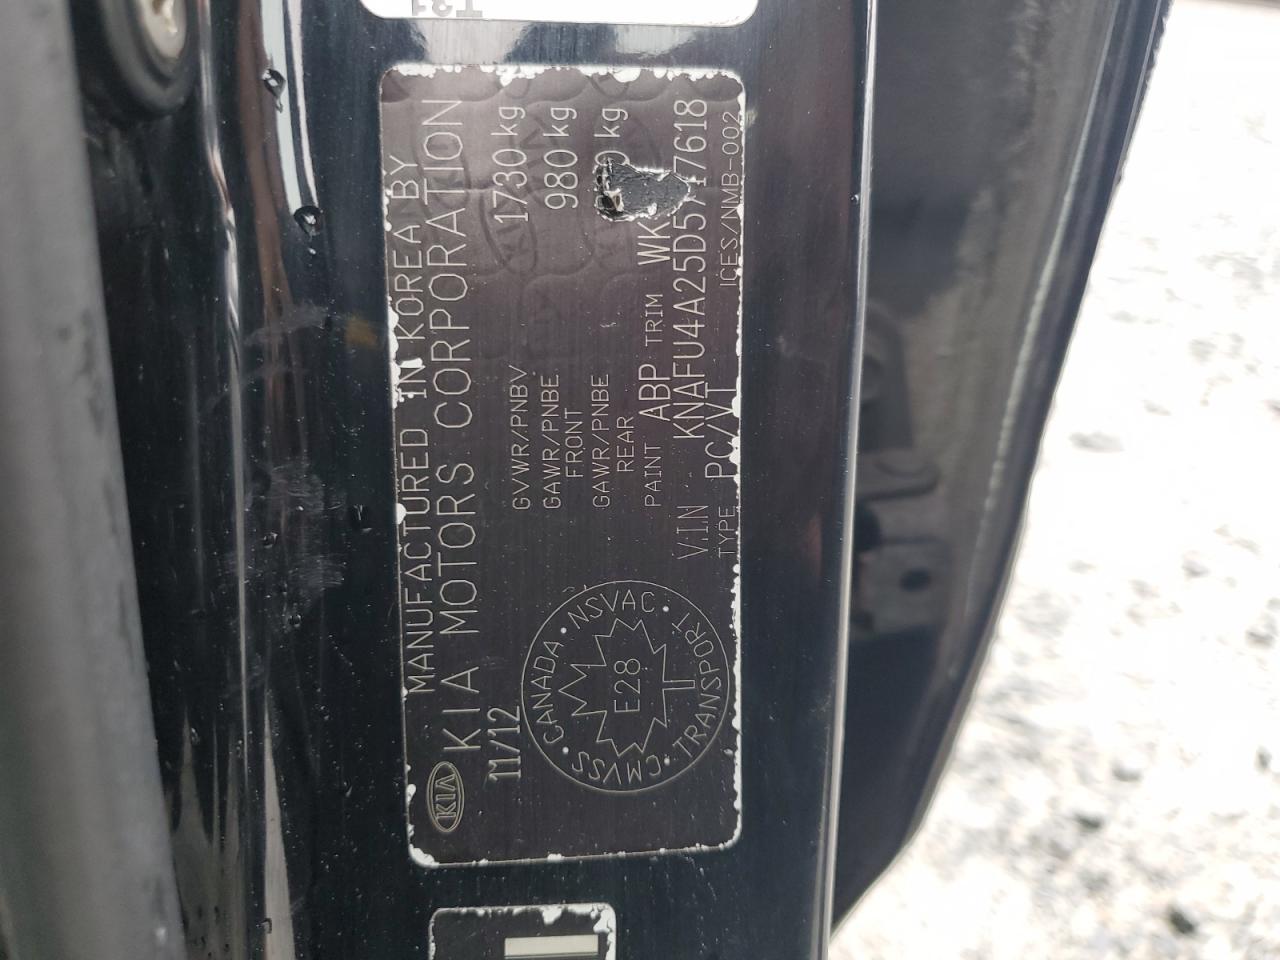 MANUFACTURED IN KOREA BY
KIA KIA MOTORS CORPORATION
11/12
GVWR/PNBV 1730 kg
GAWR/PNBE FRONT 980 kg
GAWR/PNBE REAR kg
PAINT ABP TRIM WK
V.I.N
TYPE PC/VT ICES/NMB-002
CANADA • NSVAC • TRANSPORT • CMVSS •
E28